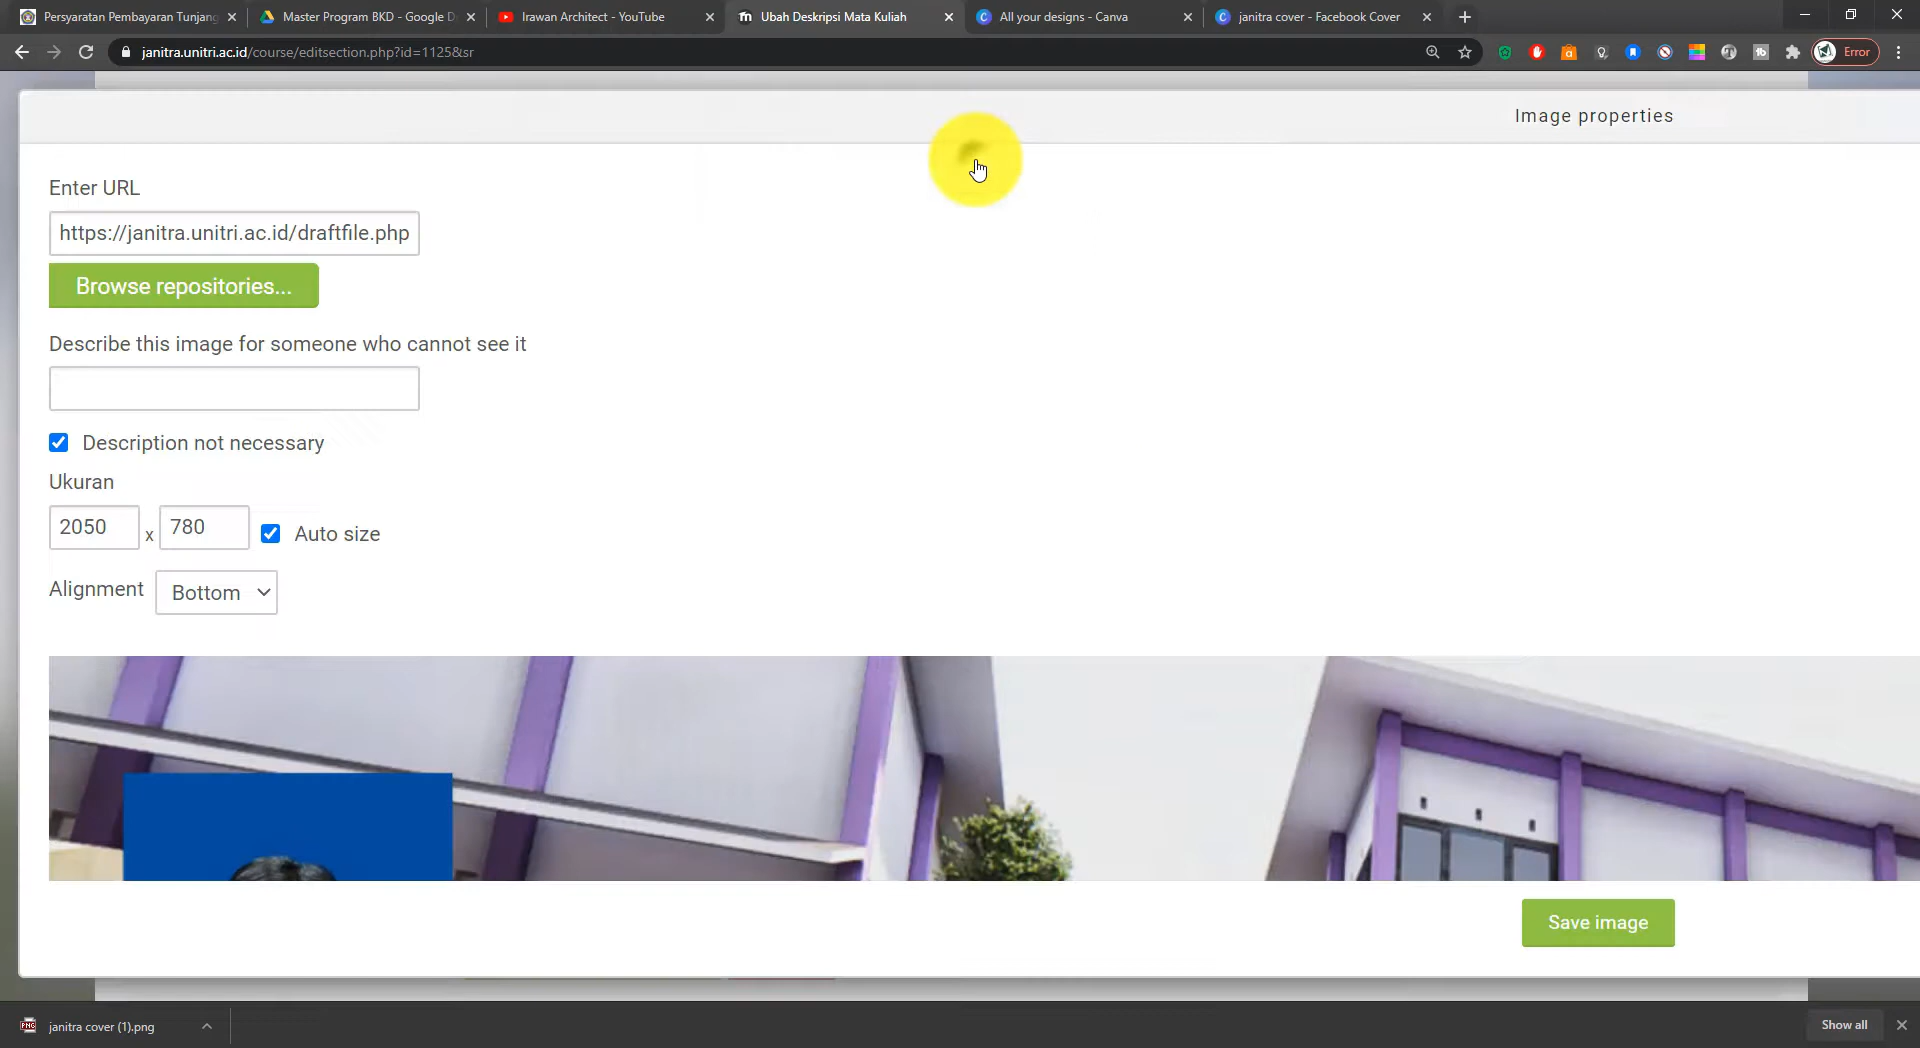 Persyaratan Pembayaran Tunjang
Master Program BKD - Google D
Irawan Architect - YouTube
Ubah Deskripsi Mata Kuliah
All your designs - Canva
janitra cover - Facebook Cover
janitra.unitri.ac.id/course/editsection.php?id=1125&sr
Error
Image properties
Enter URL
https://janitra.unitri.ac.id/draftfile.php
Browse repositories...
Describe this image for someone who cannot see it
Description not necessary
Ukuran
2050 x 780 Auto size
Alignment Bottom
Save image
janitra cover (1).png
Show all